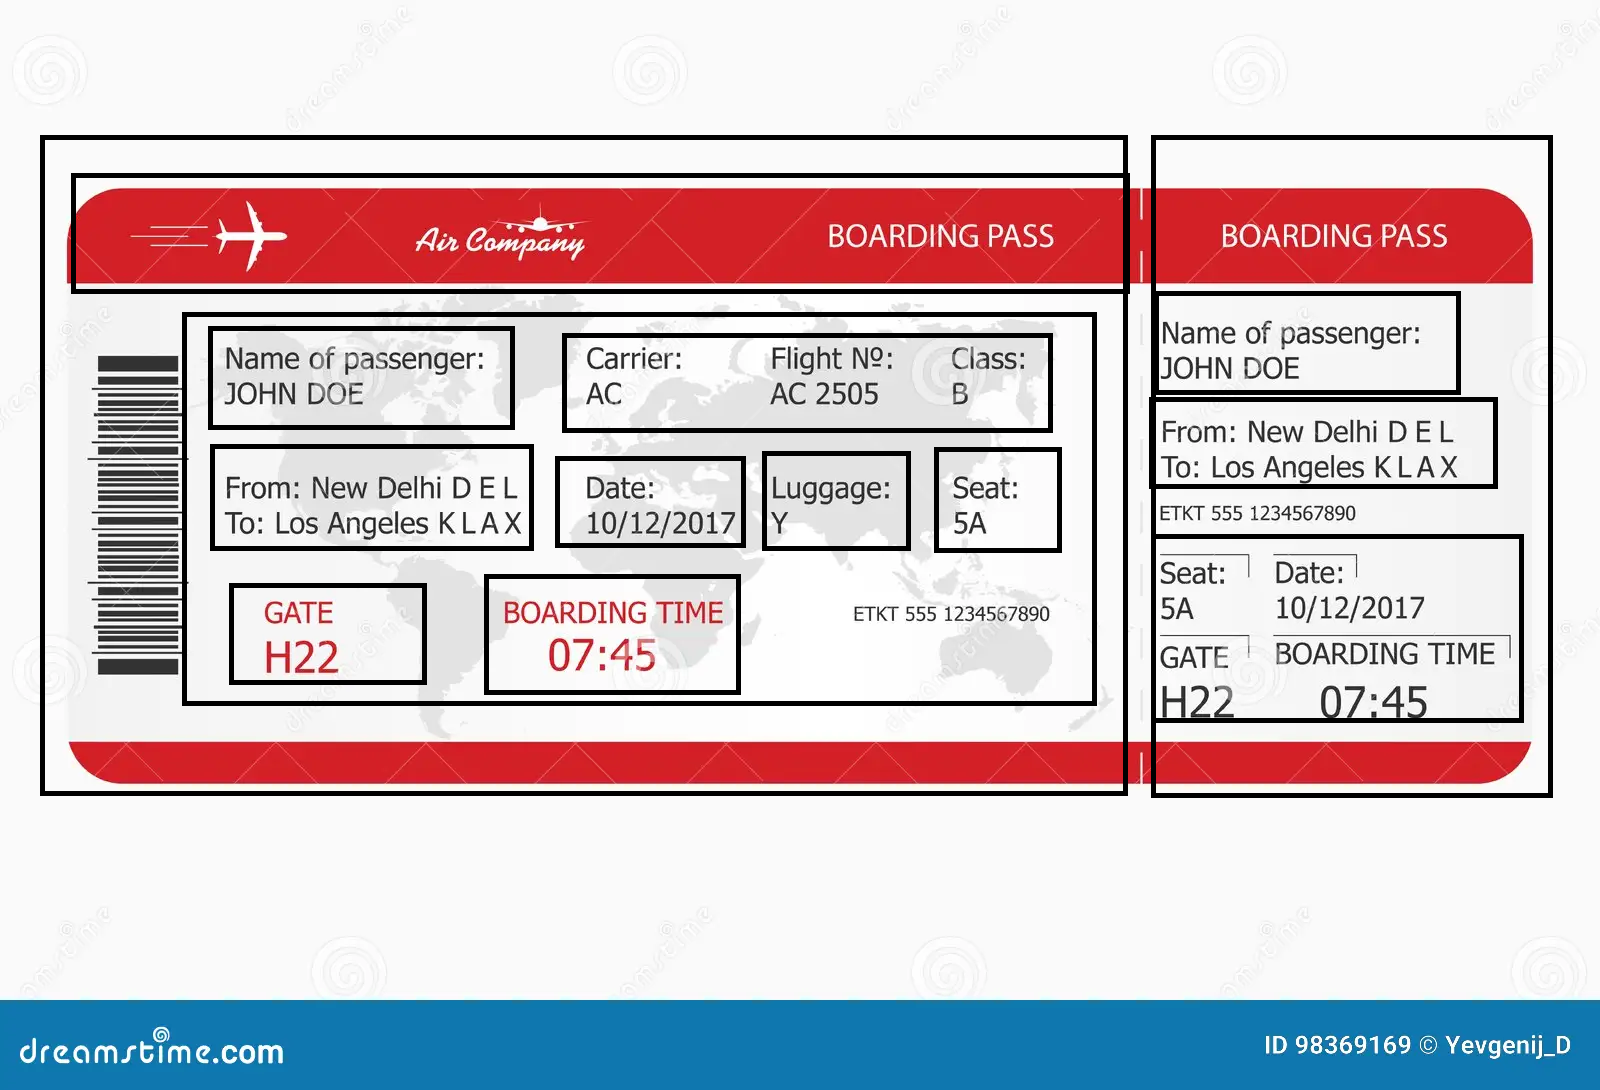 Air Company
BOARDING PASS
Name of passenger:
JOHN DOE
Carrier: Flight Nº: Class:
AC AC 2505 B
From: New Delhi D E L
To: Los Angeles K L A X
Date:
10/12/2017
Luggage:
Y
Seat:
5A
GATE
H22
BOARDING TIME
07:45
ETKT 555 1234567890
BOARDING PASS
Name of passenger:
JOHN DOE
From: New Delhi D E L
To: Los Angeles K L A X
ETKT 555 1234567890
Seat: Date:
5A 10/12/2017
GATE BOARDING TIME
H22 07:45
dreamstime.com
ID 98369169 © Yevgenij_D